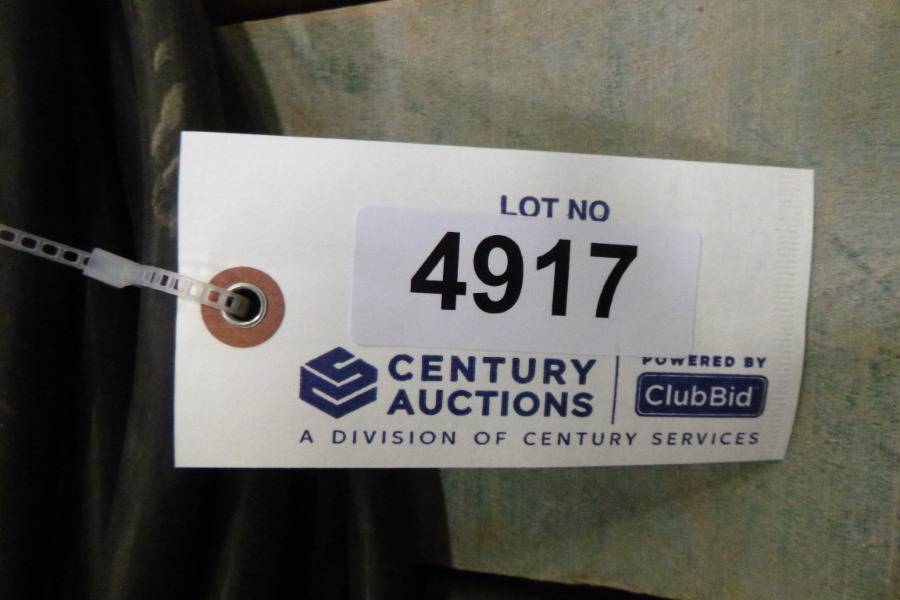 LOT NO
4917
CENTURY
AUCTIONS
POWERED BY
ClubBid
A DIVISION OF CENTURY SERVICES